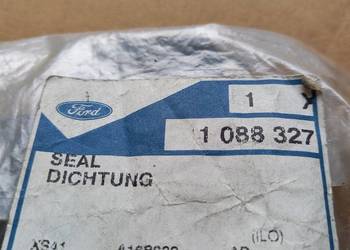 1 X
Ford
1 088 327
SEAL
DICHTUNG
(ILO)